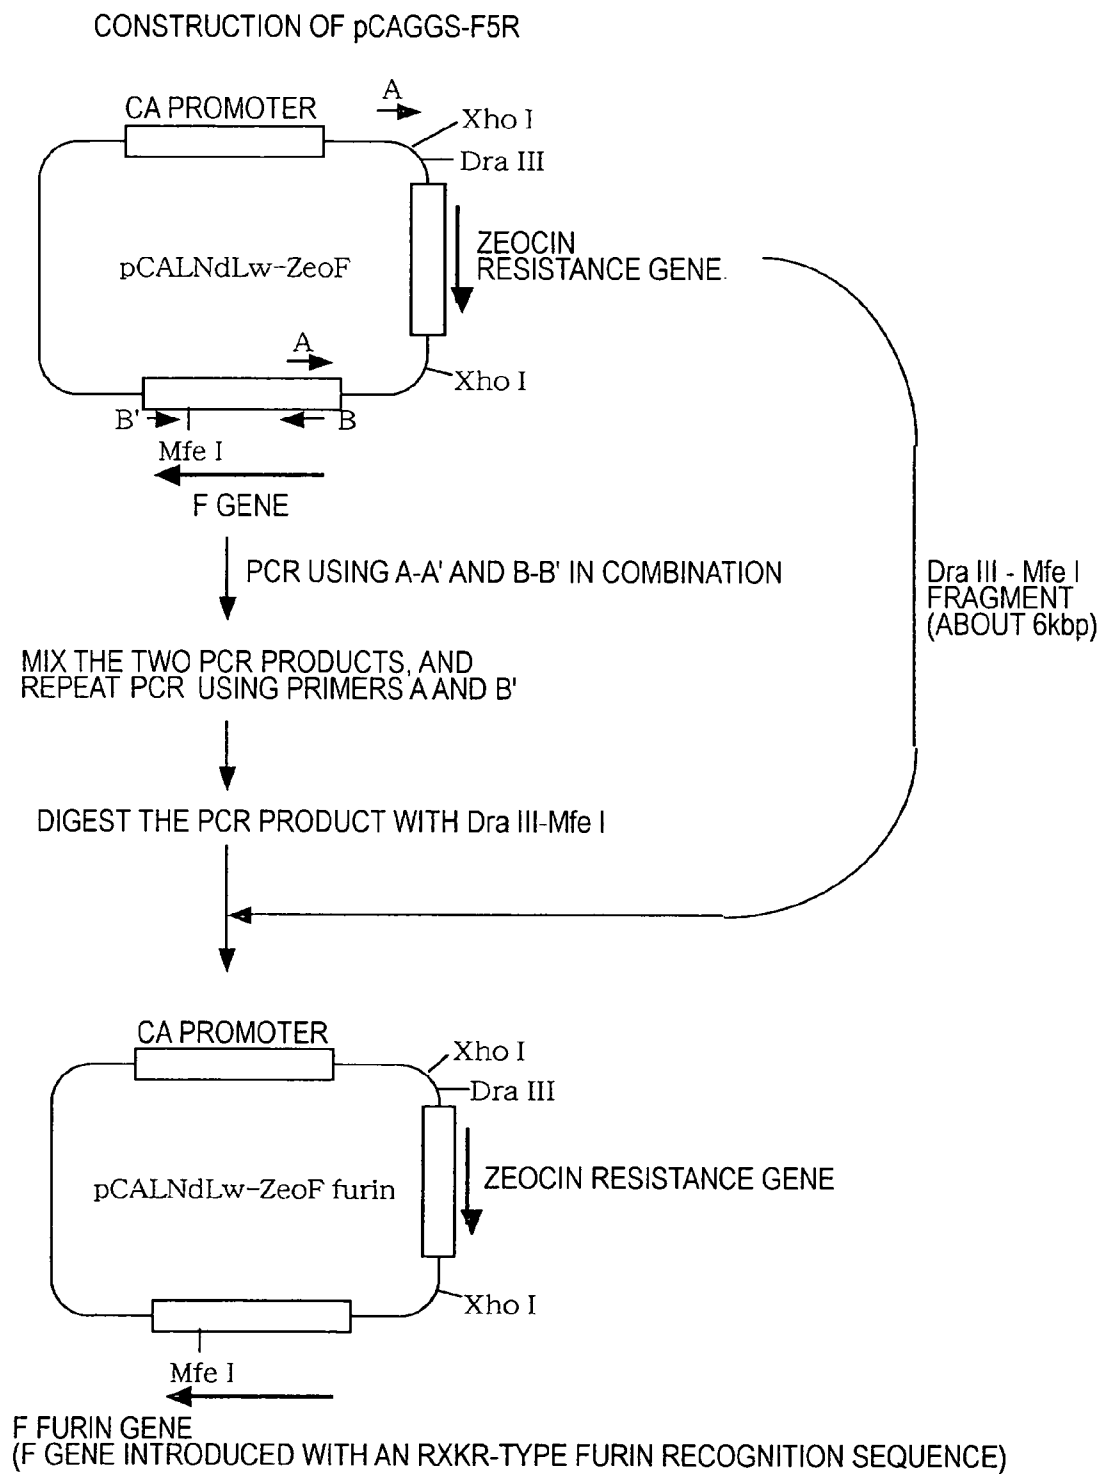 CONSTRUCTION OF pCAGGS-F5R
A
CA PROMOTER
Xho I
Dra III
ZEOCIN
RESISTANCE GENE.
pCALNdLw-ZeoF
A
Xho I
B'
B
Mfe I
F GENE
PCR USING A-A' AND B-B' IN COMBINATION
Dra III - Mfe I
FRAGMENT
(ABOUT 6kbp)
MIX THE TWO PCR PRODUCTS, AND
REPEAT PCR USING PRIMERS A AND B'
DIGEST THE PCR PRODUCT WITH Dra III-Mfe I
CA PROMOTER
Xho I
Dra III
ZEOCIN RESISTANCE GENE
pCALNdLw-ZeoF furin
Xho I
Mfe I
F FURIN GENE
(F GENE INTRODUCED WITH AN RXKR-TYPE FURIN RECOGNITION SEQUENCE)